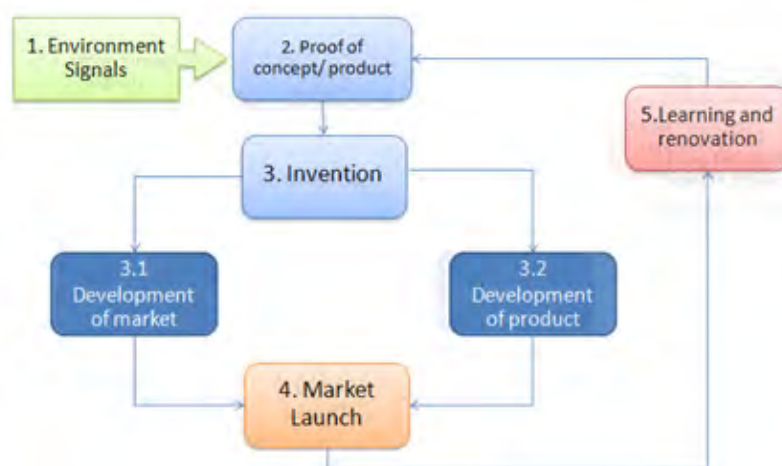 1. Environment
Signals
2. Proof of
concept/ product
5.Learning and
renovation
3. Invention
3.1
Development
of market
3.2
Development
of product
4. Market
Launch